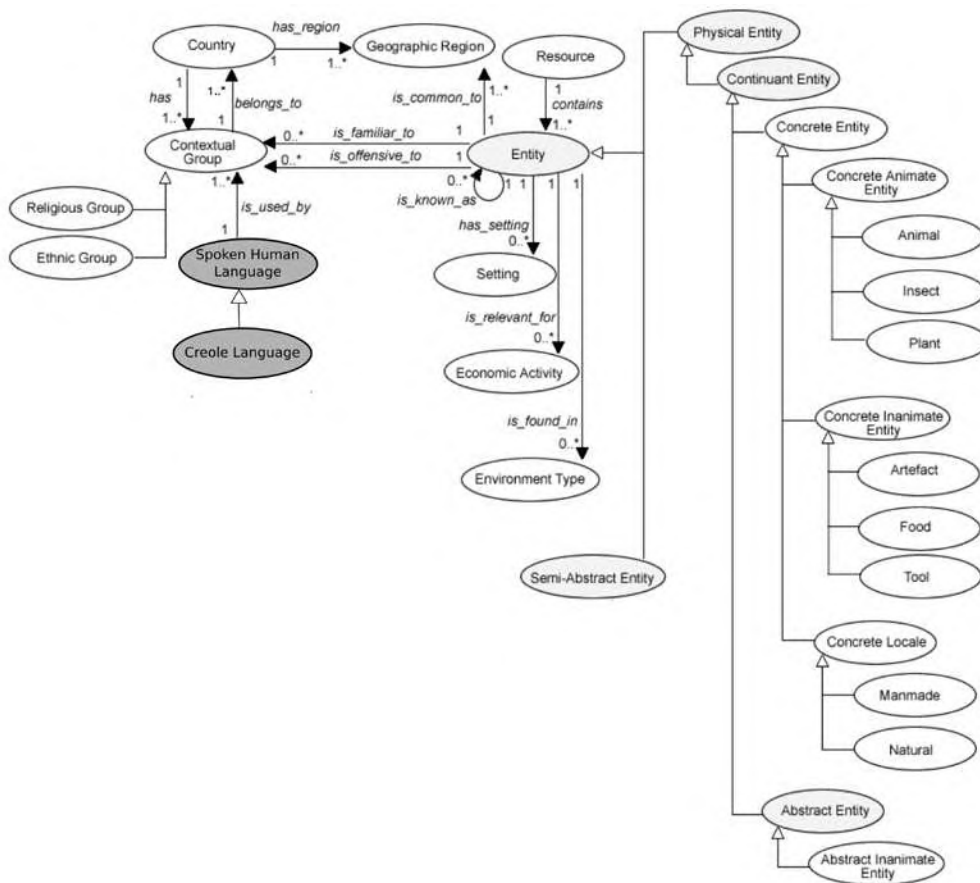 has_region
Country
Geographic Region
Resource
Physical Entity
1
1..*
Continuant Entity
1
1..*
1..*
1
has
belongs_to
is_common_to
contains
1..*
1
1
1..*
Concrete Entity
0..*
is_familiar_to
1
Contextual
Group
0..*
is_offensive_to
1
Entity
1..*
0..*
1
1
1
1
Concrete Animate
Entity
is_known_as
Religious Group
is_used_by
has_setting
Animal
1
0..*
Ethnic Group
Spoken Human
Language
Setting
Insect
is_relevant_for
0..*
Plant
Creole Language
Economic Activity
is_found_in
0..*
Concrete Inanimate
Entity
Environment Type
Artefact
Food
Semi-Abstract Entity
Tool
Concrete Locale
Manmade
Natural
Abstract Entity
Abstract Inanimate
Entity